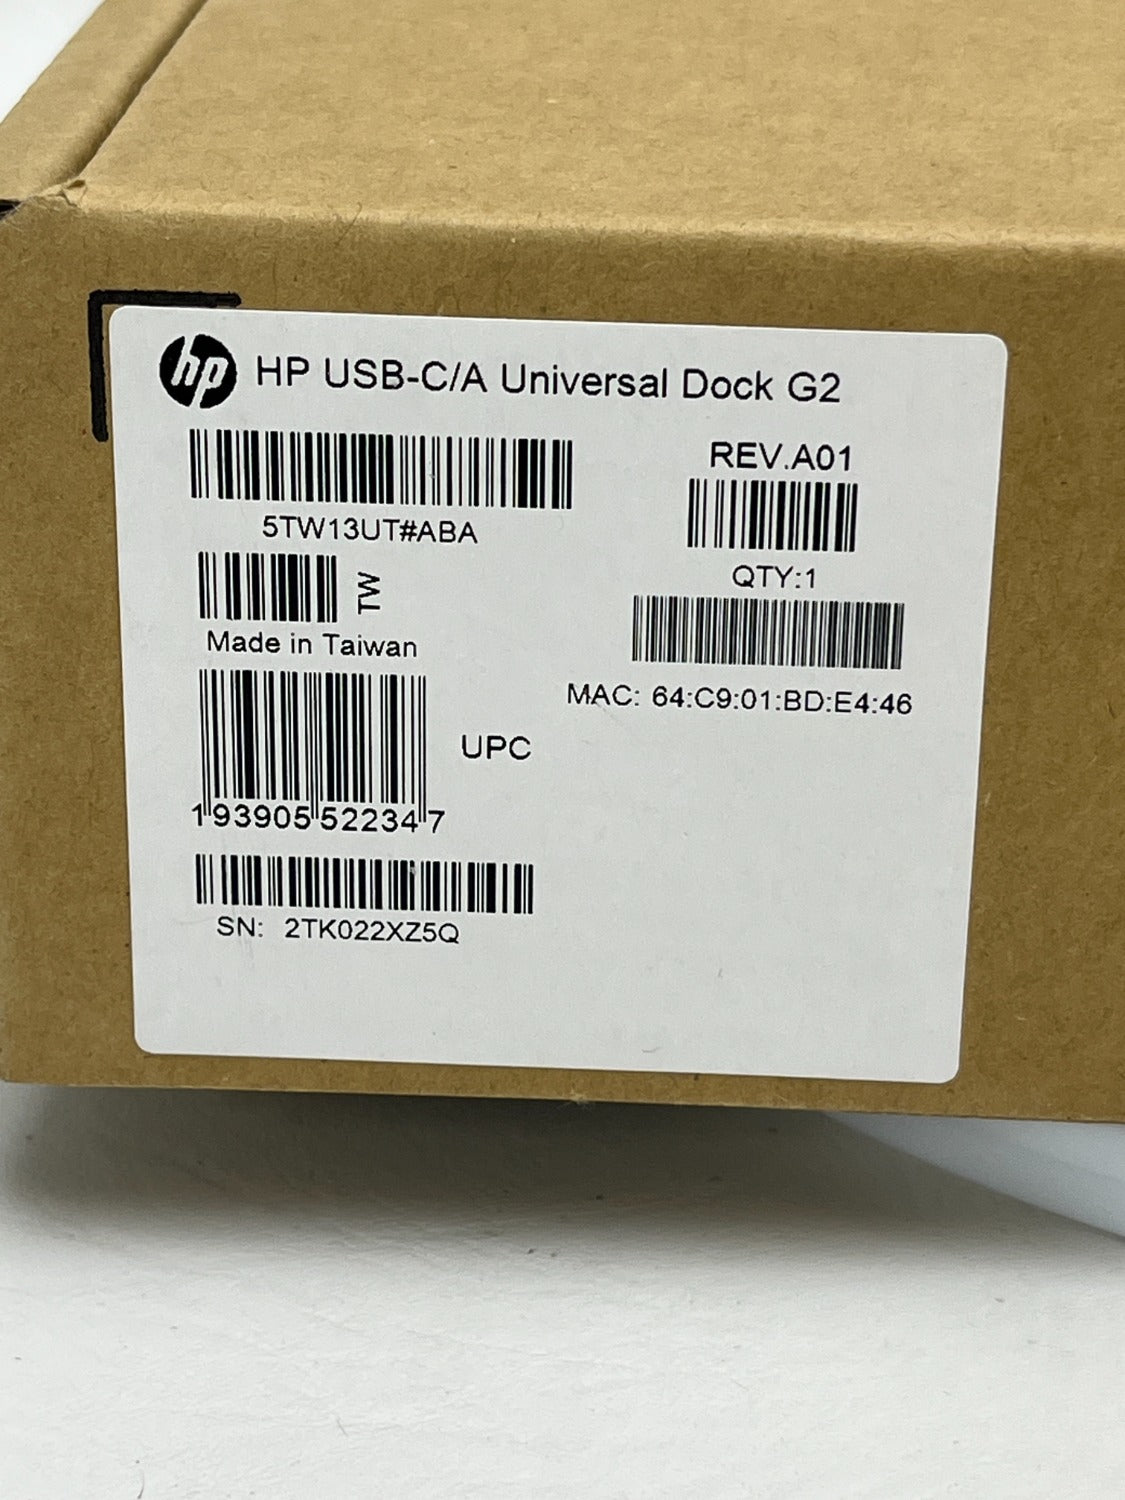 hp HP USB-C/A Universal Dock G2
REV.A01
5TW13UT#ABA
QTY:1
TW
Made in Taiwan
MAC: 64:C9:01:BD:E4:46
UPC
1 93905 52234 7
SN: 2TK022XZ5Q